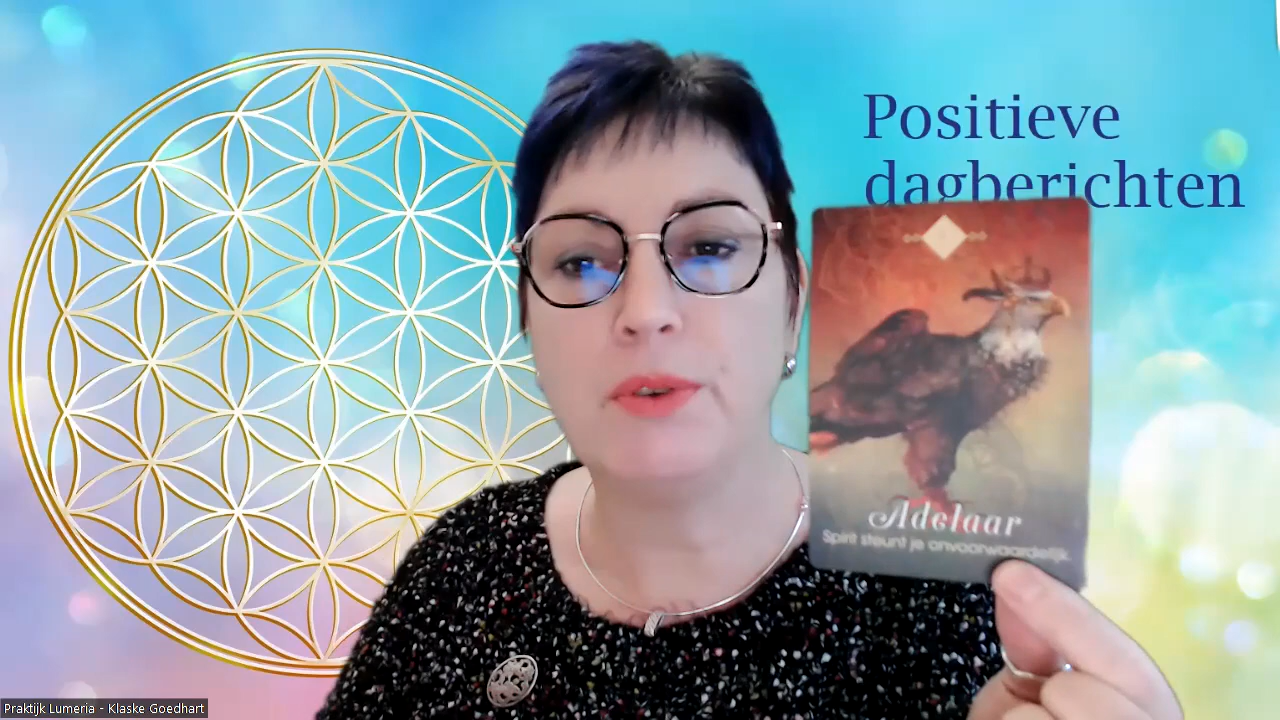 Positieve
dagberichten
Adelaar
Spirit steunt je onvoorwaardelijk
Praktijk Lumeria - Klaske Goedhart